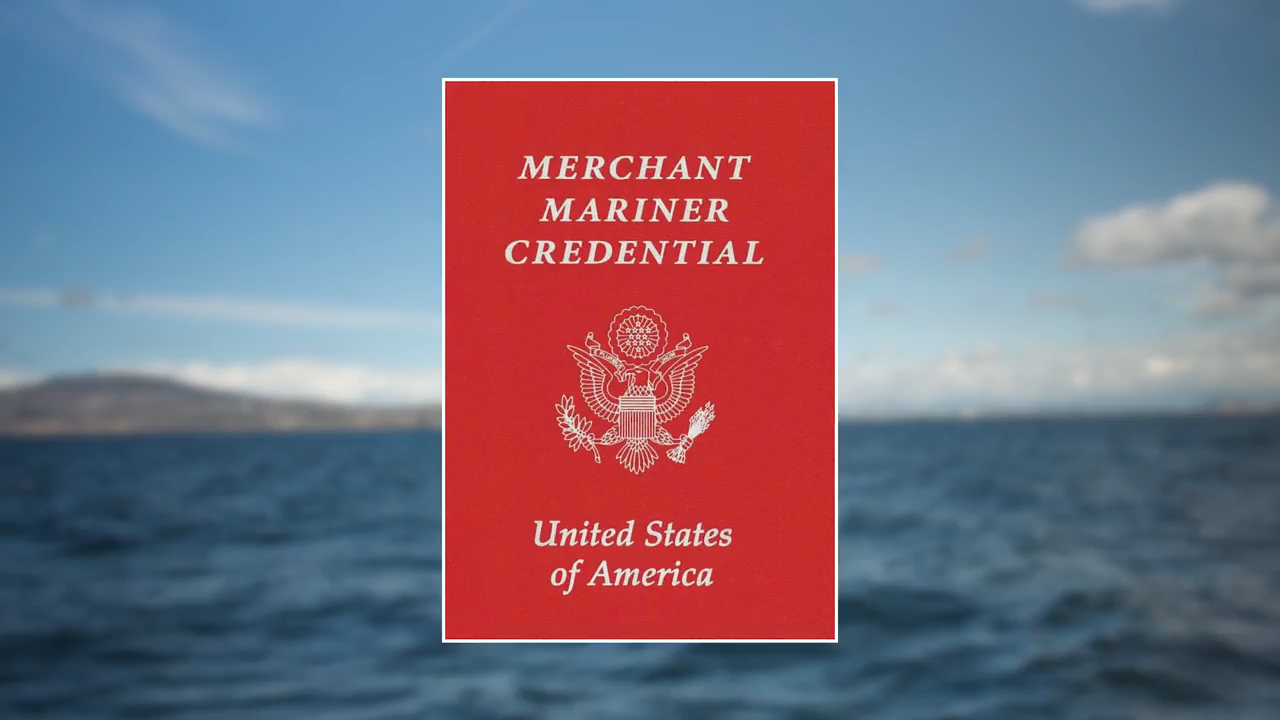 MERCHANT
MARINER
CREDENTIAL
United States
of America